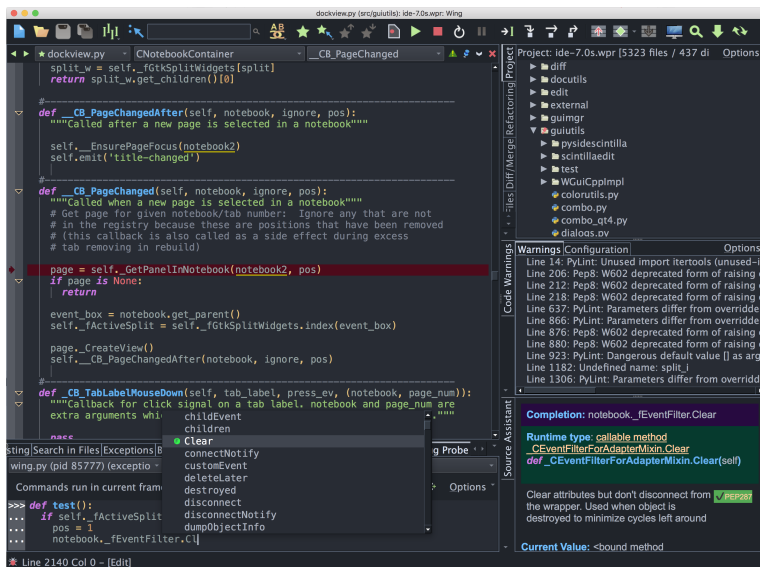 dockview.py (src/guiutils): ide-7.0s.wpr: Wing
dockview.py CNotebookContainer __CB_PageChanged
split_w = self._fGtkSplitWidgets[split]
return split_w.get_children()[0]
#
def __CB_PageChangedAfter(self, notebook, ignore, pos):
"""Called after a new page is selected in a notebook"""
self.__EnsurePageFocus(notebook2)
self.emit('title-changed')
#
def __CB_PageChanged(self, notebook, ignore, pos):
"""Called when a new page is selected in a notebook"""
# Get page for given notebook/tab number:  Ignore any that are not
# in the registry because these are positions that have been removed
# (this callback is also called as a side effect during excess
# tab removing in rebuild)
page = self._GetPanelInNotebook(notebook2, pos)
if page is None:
return
event_box = notebook.get_parent()
self._fActiveSplit = self._fGtkSplitWidgets.index(event_box)
page._CreateView()
self.__CB_PageChangedAfter(notebook, ignore, pos)
#
def _CB_TabLabelMouseDown(self, tab_label, press_ev, (notebook, page_num)):
"""Callback for click signal on a tab label. notebook and page_num are
extra arguments whi ."""
pass
childEvent
children
Clear
connectNotify
customEvent
deleteLater
destroyed
disconnect
disconnectNotify
dumpObjectInfo
sting Search in Files Exceptions B g Probe
wing.py (pid 85777) (exceptio
Commands run in current fram Options
>>> def test():
... if self._fActiveSplit
... pos = 1
... notebook._fEventFilter.Cl
Line 2140 Col 0 – [Edit]
Project
Refactoring
Diff/Merge
Files
Project: ide-7.0s.wpr [5323 files / 437 di Options
diff
docutils
edit
external
guimgr
guiutils
pysidescintilla
scintillaedit
test
WGuiCppImpl
colorutils.py
combo.py
combo_qt4.py
dialogs.py
Code Warnings
Warnings Configuration Options
Line 14: PyLint: Unused import itertools (unused-i
Line 206: Pep8: W602 deprecated form of raising
Line 212: Pep8: W602 deprecated form of raising
Line 218: Pep8: W602 deprecated form of raising
Line 637: PyLint: Parameters differ from overridde
Line 866: PyLint: Parameters differ from overridde
Line 876: Pep8: W602 deprecated form of raising
Line 880: Pep8: W602 deprecated form of raising
Line 923: PyLint: Dangerous default value [] as arg
Line 1182: Undefined name: split_i
Line 1306: PyLint: Parameters differ from overridd
Source Assistant
Completion: notebook._fEventFilter.Clear
Runtime type: callable method
_CEventFilterForAdapterMixin.Clear
def _CEventFilterForAdapterMixin.Clear(self)
Clear attributes but don't disconnect from
the wrapper. Used when object is
destroyed to minimize cycles left around
✓PEP287
Current Value: <bound method